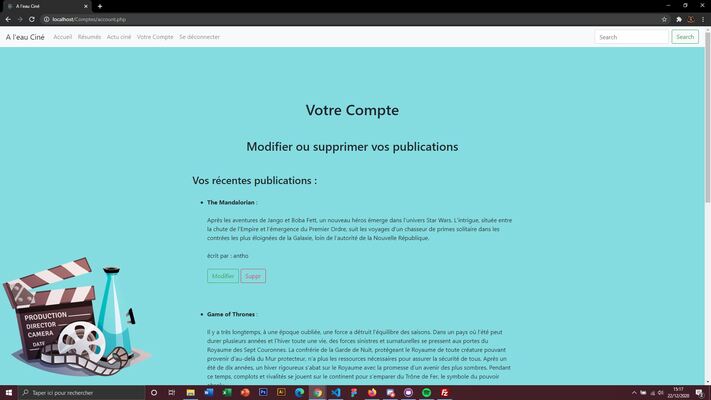 A l'eau Ciné
localhost/Comptes/account.php
A l'eau Ciné Accueil Résumés Actu ciné Votre Compte Se déconnecter Search Search
Votre Compte
Modifier ou supprimer vos publications
Vos récentes publications :
The Mandalorian :
Après les aventures de Jango et Boba Fett, un nouveau héros émerge dans l'univers Star Wars. L'intrigue, située entre
la chute de l'Empire et l'émergence du Premier Ordre, suit les voyages d'un chasseur de primes solitaire dans les
contrées les plus éloignées de la Galaxie, loin de l'autorité de la Nouvelle République.
écrit par : antho
Modifier Suppr
PRODUCTION
DIRECTOR
CAMERA
DATE
Game of Thrones :
Il y a très longtemps, à une époque oubliée, une force a détruit l'équilibre des saisons. Dans un pays où l'été peut
durer plusieurs années et l'hiver toute une vie, des forces sinistres et surnaturelles se pressent aux portes du
Royaume des Sept Couronnes. La confrérie de la Garde de Nuit, protégeant le Royaume de toute créature pouvant
provenir d'au-delà du Mur protecteur, n'a plus les ressources nécessaires pour assurer la sécurité de tous. Après un
été de dix années, un hiver rigoureux s'abat sur le Royaume avec la promesse d'un avenir des plus sombres. Pendant
ce temps, complots et rivalités se jouent sur le continent pour s'emparer du Trône de Fer, le symbole du pouvoir
Taper ici pour rechercher
15:17
22/12/2020